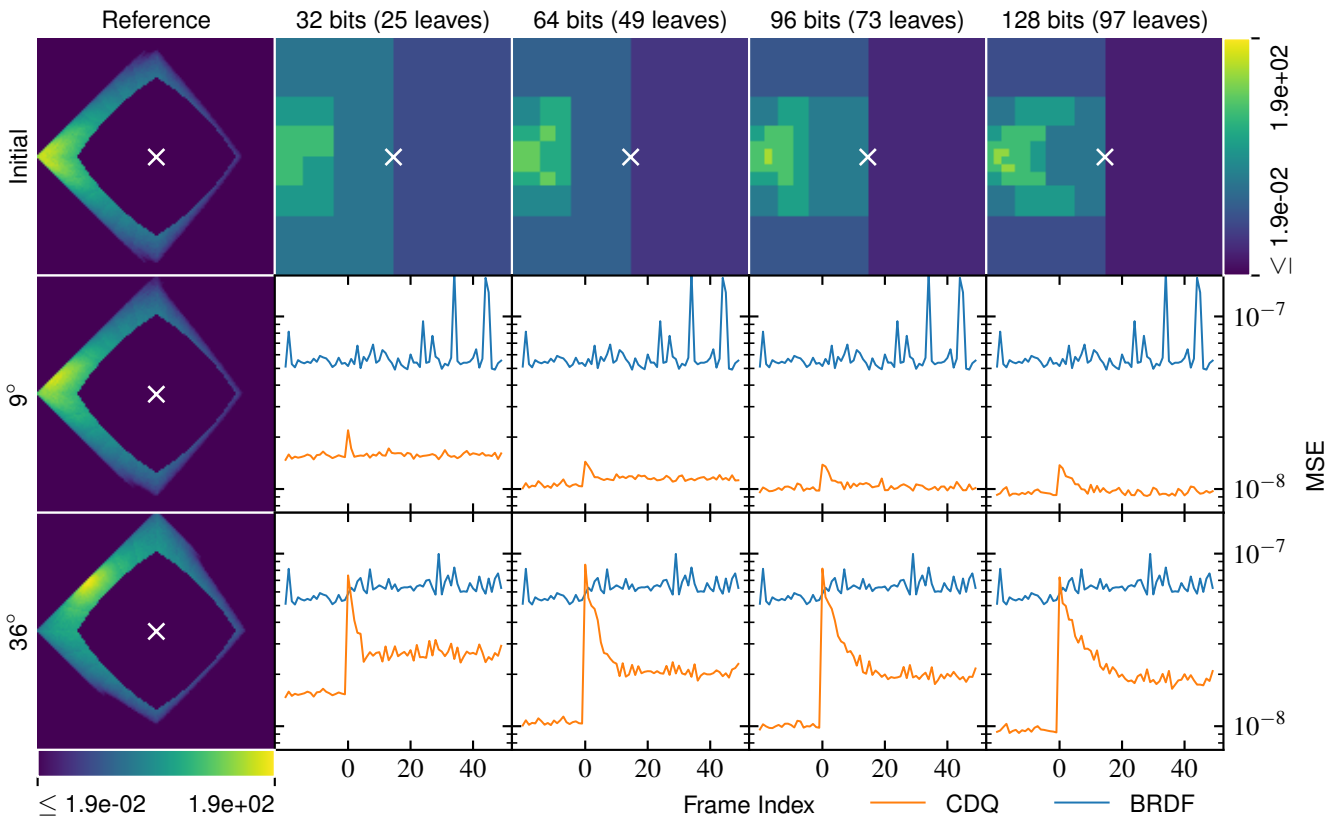 Reference
32 bits (25 leaves)
64 bits (49 leaves)
96 bits (73 leaves)
128 bits (97 leaves)
Initial
≤ 1.9e-02 1.9e+02
9°
10⁻⁷
10⁻⁸
MSE
36°
10⁻⁷
10⁻⁸
≤ 1.9e-02 1.9e+02
0 20 40
0 20 40
0 20 40
0 20 40
Frame Index CDQ BRDF